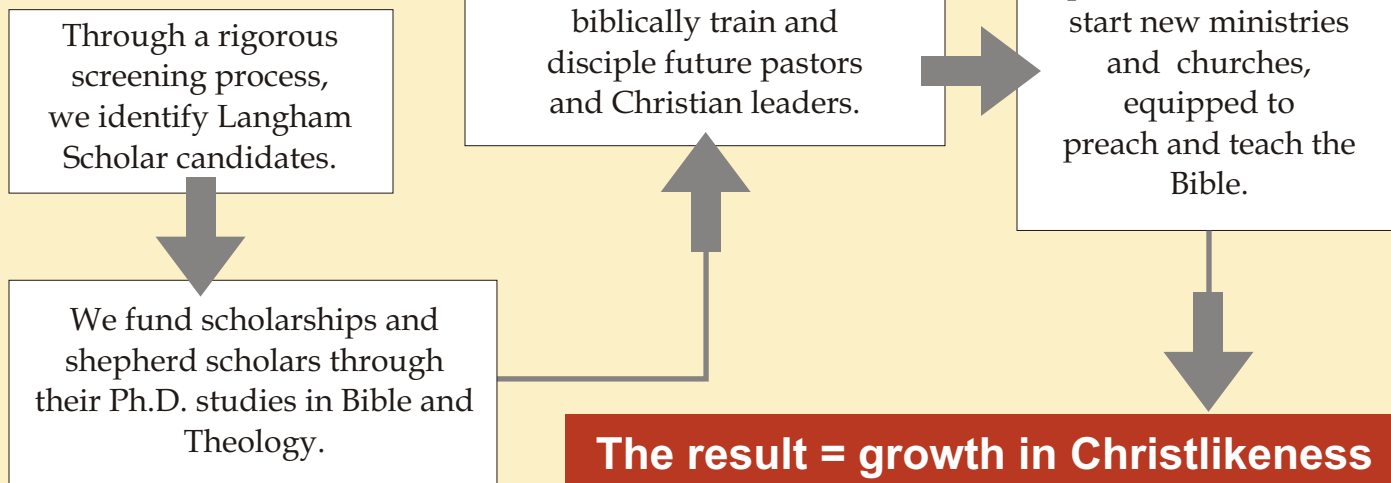 Through a rigorous
screening process,
we identify Langham
Scholar candidates.
We fund scholarships and
shepherd scholars through
their Ph.D. studies in Bible and
Theology.
biblically train and
disciple future pastors
and Christian leaders.
start new ministries
and churches,
equipped to
preach and teach the
Bible.
The result = growth in Christlikeness